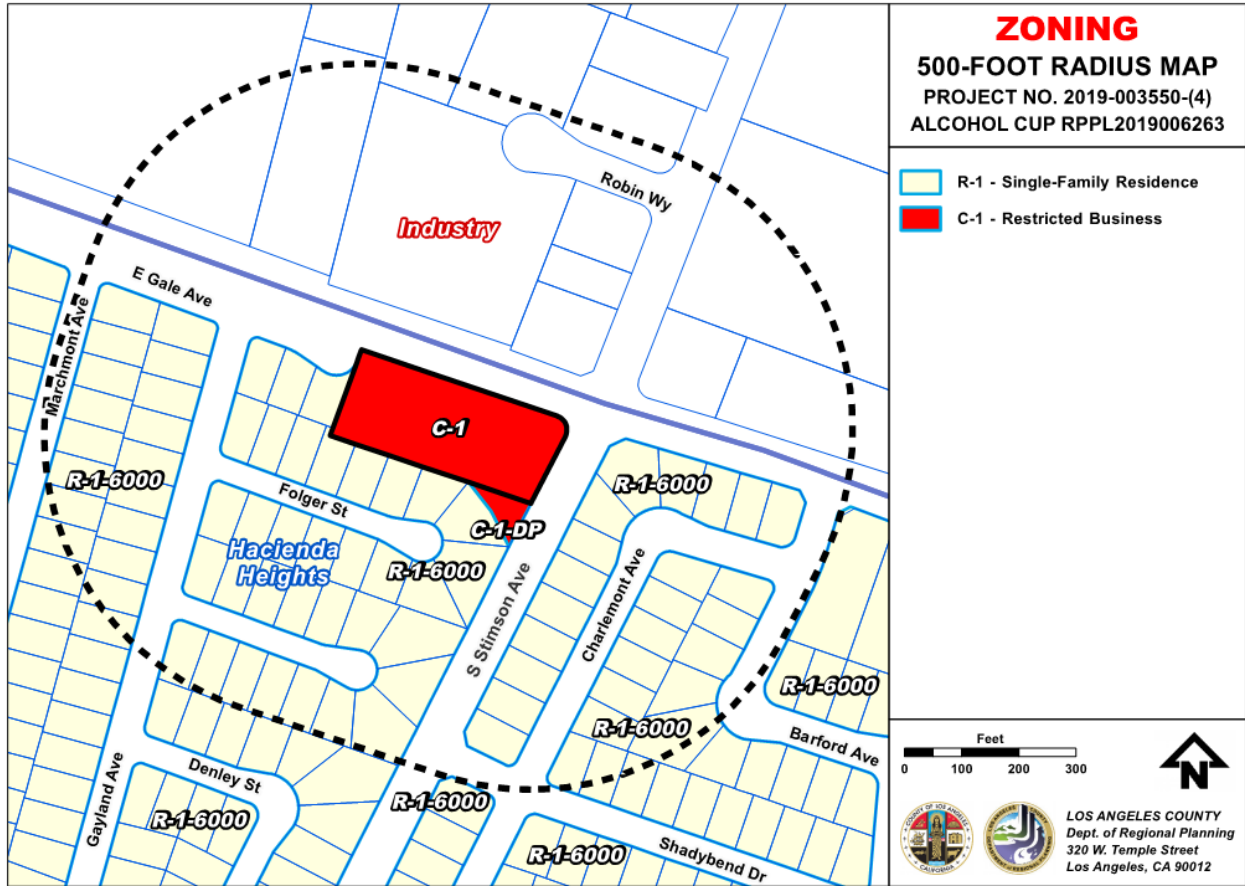 ZONING
500-FOOT RADIUS MAP
PROJECT NO. 2019-003550-(4)
ALCOHOL CUP RPPL2019006263
R-1 - Single-Family Residence
C-1 - Restricted Business
Robin Wy
Industry
E Gale Ave
Marchmont Ave
C-1
R-1-6000
R-1-6000
Folger St
C-1-DP
Hacienda
Heights
R-1-6000
Charlemont Ave
S Stimson Ave
R-1-6000
R-1-6000
Barford Ave
Gayland Ave
Denley St
R-1-6000
R-1-6000
R-1-6000
Shadybend Dr
Feet
0 100 200 300
N
LOS ANGELES COUNTY
Dept. of Regional Planning
320 W. Temple Street
Los Angeles, CA 90012